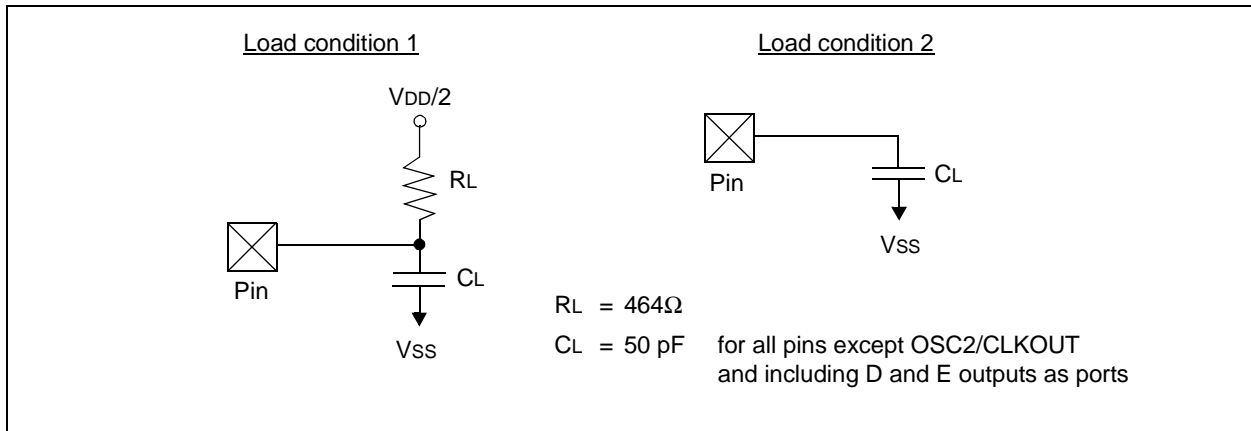 Load condition 1
VDD/2
RL
Pin
CL
VSS
Load condition 2
Pin
CL
VSS
RL = 464Ω
CL = 50 pF for all pins except OSC2/CLKOUT
and including D and E outputs as ports